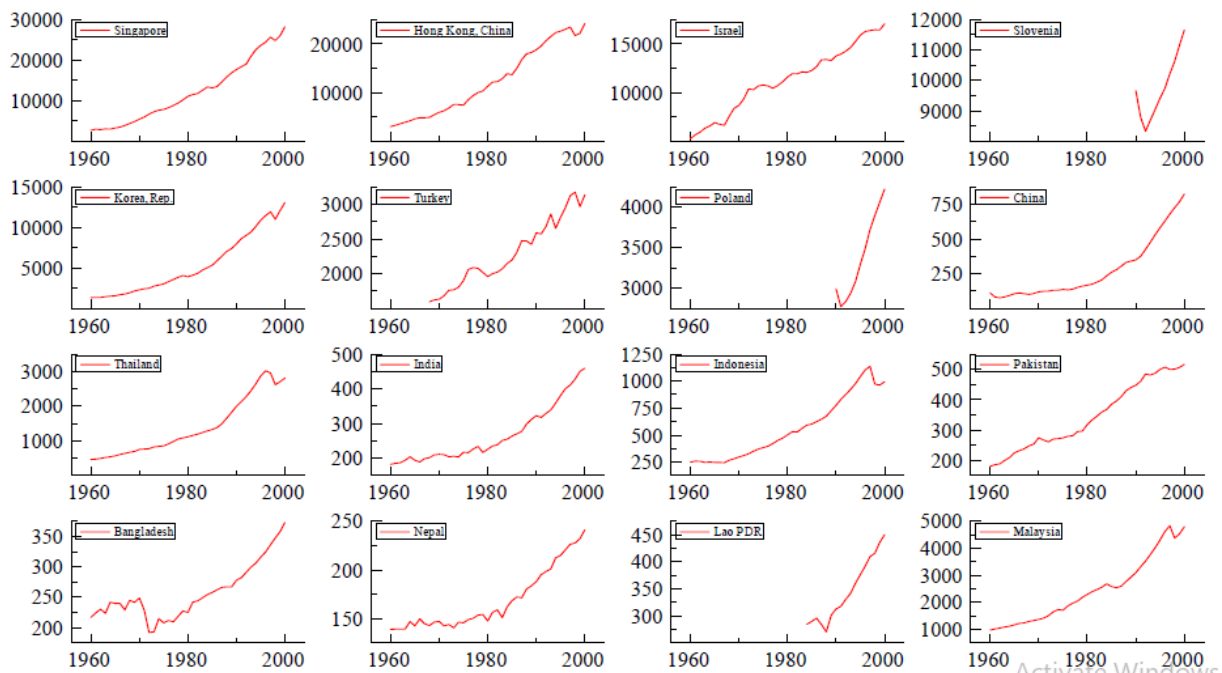 30000
Singapore
10000
1960 1980 2000
20000
Hong Kong, China
10000
1960 1980 2000
15000
Israel
10000
1960 1980 2000
12000
Slovenia
11000
10000
9000
1960 1980 2000
15000
Korea, Rep.
10000
5000
1960 1980 2000
3000
Turkey
2500
2000
1960 1980 2000
4000
Poland
3500
3000
1960 1980 2000
750
China
500
250
1960 1980 2000
3000
Thailand
2000
1000
1960 1980 2000
500
India
400
300
200
1960 1980 2000
1250
Indonesia
1000
750
500
250
1960 1980 2000
500
Pakistan
400
300
200
1960 1980 2000
350
Bangladesh
300
250
200
1960 1980 2000
250
Nepal
200
150
1960 1980 2000
450
Lao PDR
400
350
300
1960 1980 2000
5000
Malaysia
4000
3000
2000
1000
1960 1980 2000
Activate Windows